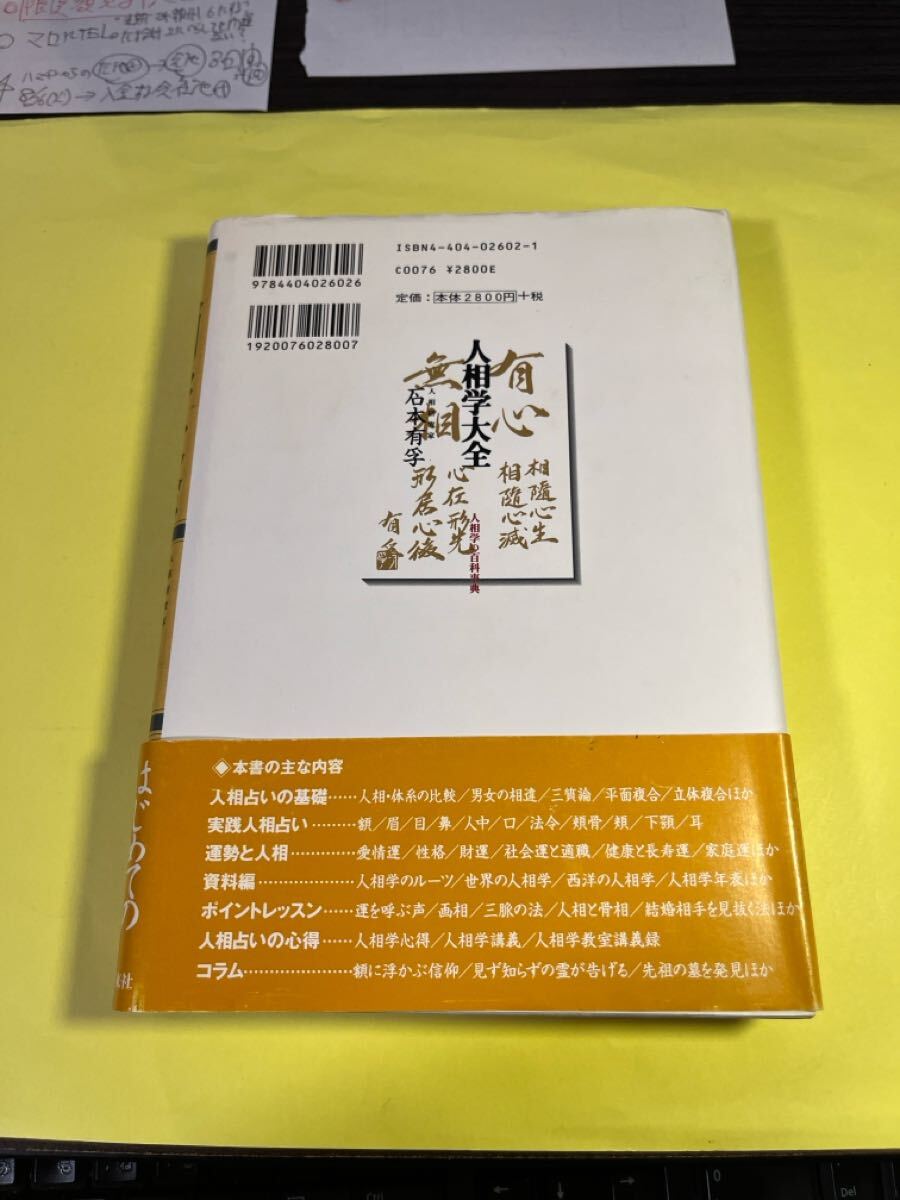 マロ
ISBN4-404-02602-1
C0076 ¥2800E
定価：本体2800円＋税
9784404026026
1920076028007
有心
無相
人相学大全
石本有孚
相隨心生
相隨心滅
心在形先
形居心後
有孚
人相学の百科事典
◈本書の主な内容
人相占いの基礎……人相・体系の比較／男女の相違／三質論／平面複合／立体複合ほか
実践人相占い………額／眉／目／鼻／人中／口／法令／頬骨／頬／下顎／耳
運勢と人相…………愛情運／性格／財運／社会運と適職／健康と長寿運／家庭運ほか
資料編………………人相学のルーツ／世界の人相学／西洋の人相学／人相学年表ほか
ポイントレッスン…運を呼ぶ声／画相／三脈の法／人相と骨相／結婚相手を見抜く法ほか
人相占いの心得……人相学心得／人相学講義／人相学教室講義録
コラム………………額に浮かぶ信仰／見ず知らずの霊が告げる／先祖の墓を発見ほか
はじめての
Ctrl
0
Del